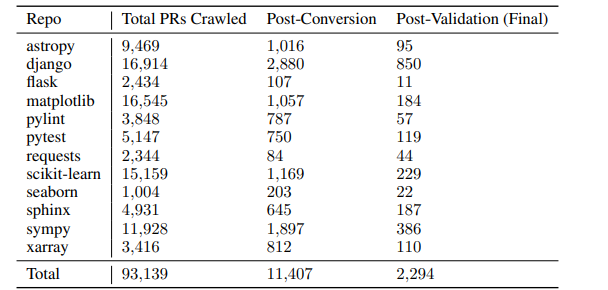 Repo Total PRs Crawled Post-Conversion Post-Validation (Final)
astropy 9,469 1,016 95
django 16,914 2,880 850
flask 2,434 107 11
matplotlib 16,545 1,057 184
pylint 3,848 787 57
pytest 5,147 750 119
requests 2,344 84 44
scikit-learn 15,159 1,169 229
seaborn 1,004 203 22
sphinx 4,931 645 187
sympy 11,928 1,897 386
xarray 3,416 812 110
Total 93,139 11,407 2,294